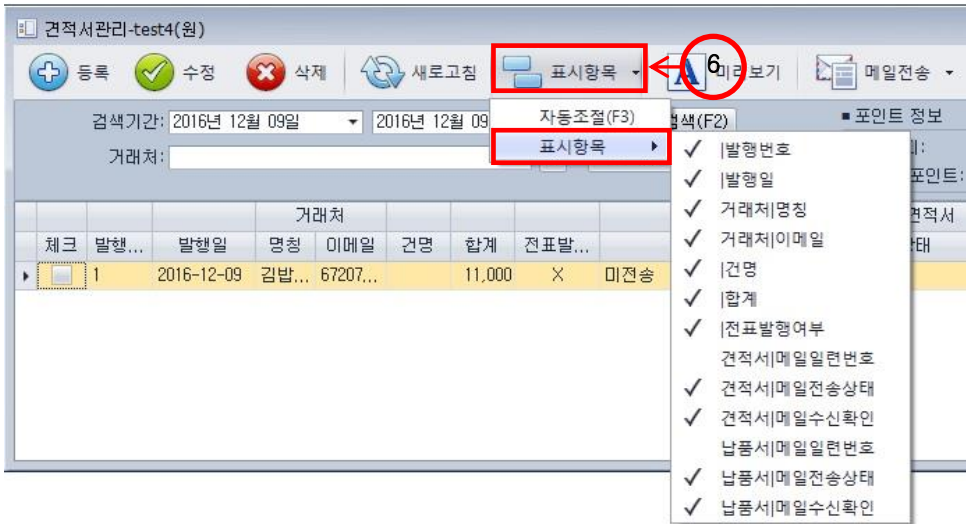 견적서관리-test4(원)
등록 수정 삭제 새로고침 표시항목 6 미리보기 메일전송
자동조절(F3)
표시항목
검색기간: 2016년 12월 09일 2016년 12월 09 검색(F2) ■ 포인트 정보
거래처: 포인트:
거래처 견적서
체크 발행... 발행일 명칭 이메일 건명 합계 전표발...
1 2016-12-09 김밥... 67207... 11,000 X 미전송
|발행번호
|발행일
거래처|명칭
거래처|이메일
|건명
|합계
|전표발행여부
견적서|메일일련번호
견적서|메일전송상태
견적서|메일수신확인
납품서|메일일련번호
납품서|메일전송상태
납품서|메일수신확인